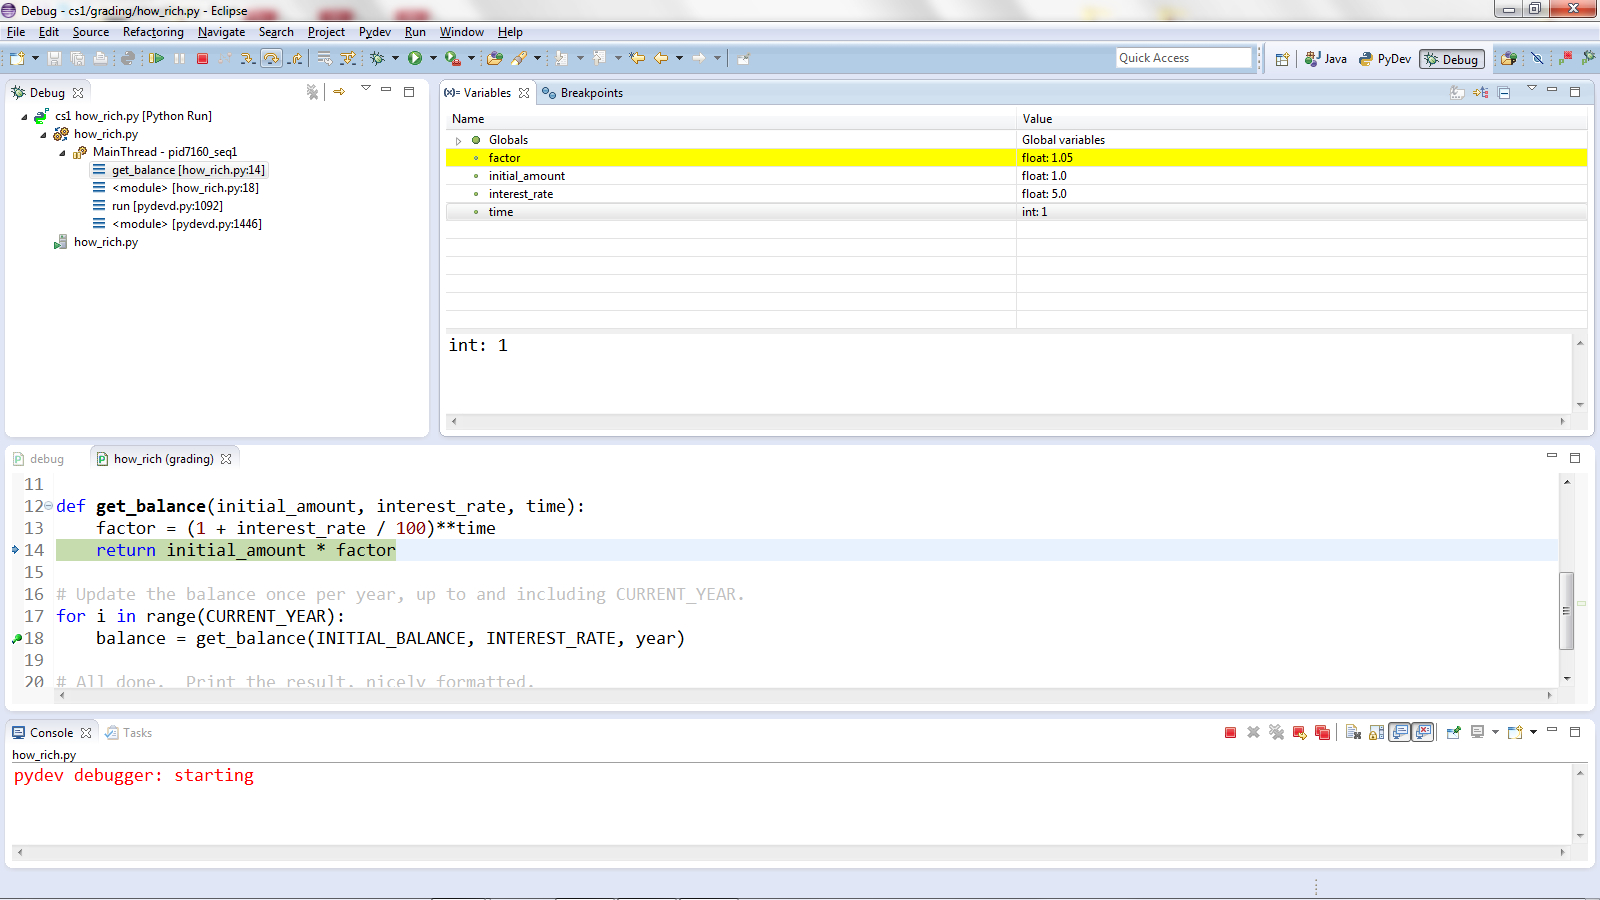 Debug - cs1/grading/how_rich.py - Eclipse
File Edit Source Refactoring Navigate Search Project Pydev Run Window Help
Quick Access
Java
PyDev
Debug
Debug
cs1 how_rich.py [Python Run]
how_rich.py
MainThread - pid7160_seq1
get_balance [how_rich.py:14]
<module> [how_rich.py:18]
run [pydevd.py:1092]
<module> [pydevd.py:1446]
how_rich.py
(x)= Variables
Breakpoints
Name Value
Globals Global variables
factor float: 1.05
initial_amount float: 1.0
interest_rate float: 5.0
time int: 1
int: 1
debug
how_rich (grading)
11
12 def get_balance(initial_amount, interest_rate, time):
13 factor = (1 + interest_rate / 100)**time
14 return initial_amount * factor
15
16 # Update the balance once per year, up to and including CURRENT_YEAR.
17 for i in range(CURRENT_YEAR):
18 balance = get_balance(INITIAL_BALANCE, INTEREST_RATE, year)
19
20 # All done. Print the result, nicely formatted.
Console
Tasks
how_rich.py
pydev debugger: starting